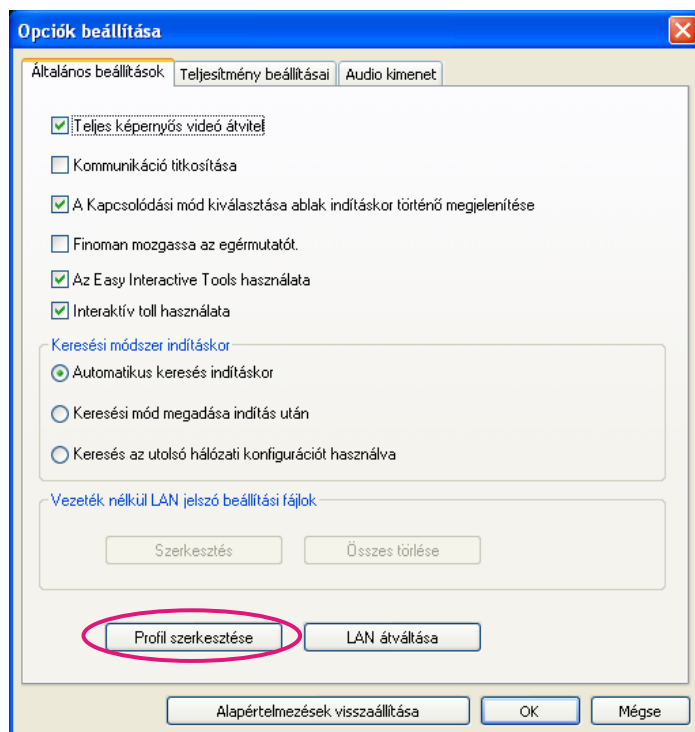 Opciók beállítása
Általános beállítások Teljesítmény beállításai Audio kimenet
Teljes képernyős videó átvitel
Kommunikáció titkosítása
A Kapcsolódási mód kiválasztása ablak indításkor történő megjelenítése
Finoman mozgassa az egérmutatót.
Az Easy Interactive Tools használata
Interaktív toll használata
Keresési módszer indításkor
Automatikus keresés indításkor
Keresési mód megadása indítás után
Keresés az utolsó hálózati konfigurációt használva
Vezeték nélkül LAN jelszó beállítási fájlok
Szerkesztés Összes törlése
Profil szerkesztése LAN átváltása
Alapértelmezések visszaállítása OK Mégse